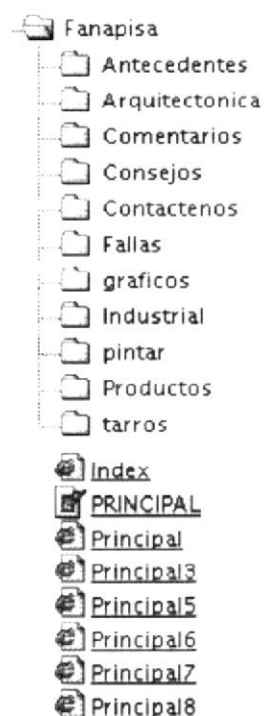 Fanapisa
Antecedentes
Arquitectonica
Comentarios
Consejos
Contactenos
Fallas
graficos
Industrial
pintar
Productos
tarros
Index
PRINCIPAL
Principal
Principal3
Principal5
Principal6
Principal7
Principal8